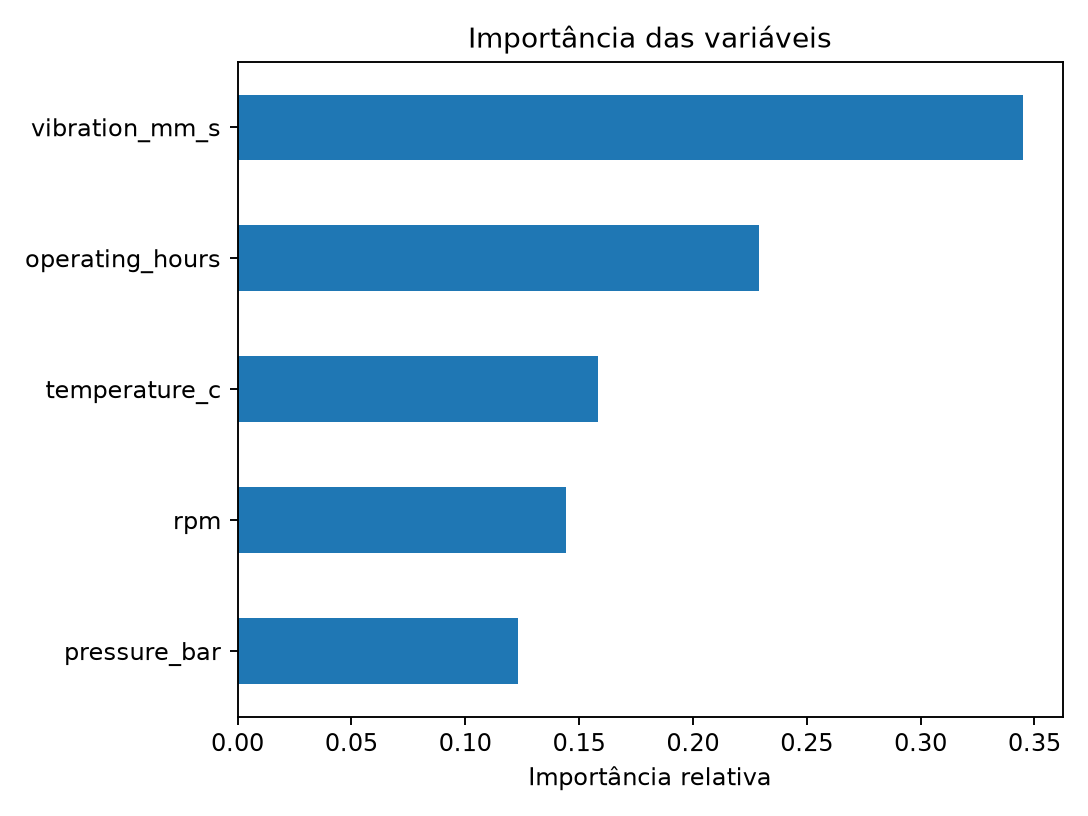 Importância das variáveis
vibration_mm_s
operating_hours
temperature_c
rpm
pressure_bar
0.00 0.05 0.10 0.15 0.20 0.25 0.30 0.35
Importância relativa